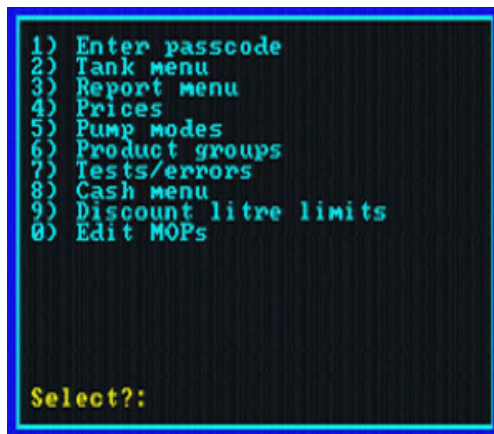 1) Enter passcode
2) Tank menu
3) Report menu
4) Prices
5) Pump modes
6) Product groups
7) Tests/errors
8) Cash menu
9) Discount litre limits
0) Edit MOPs
Select?: